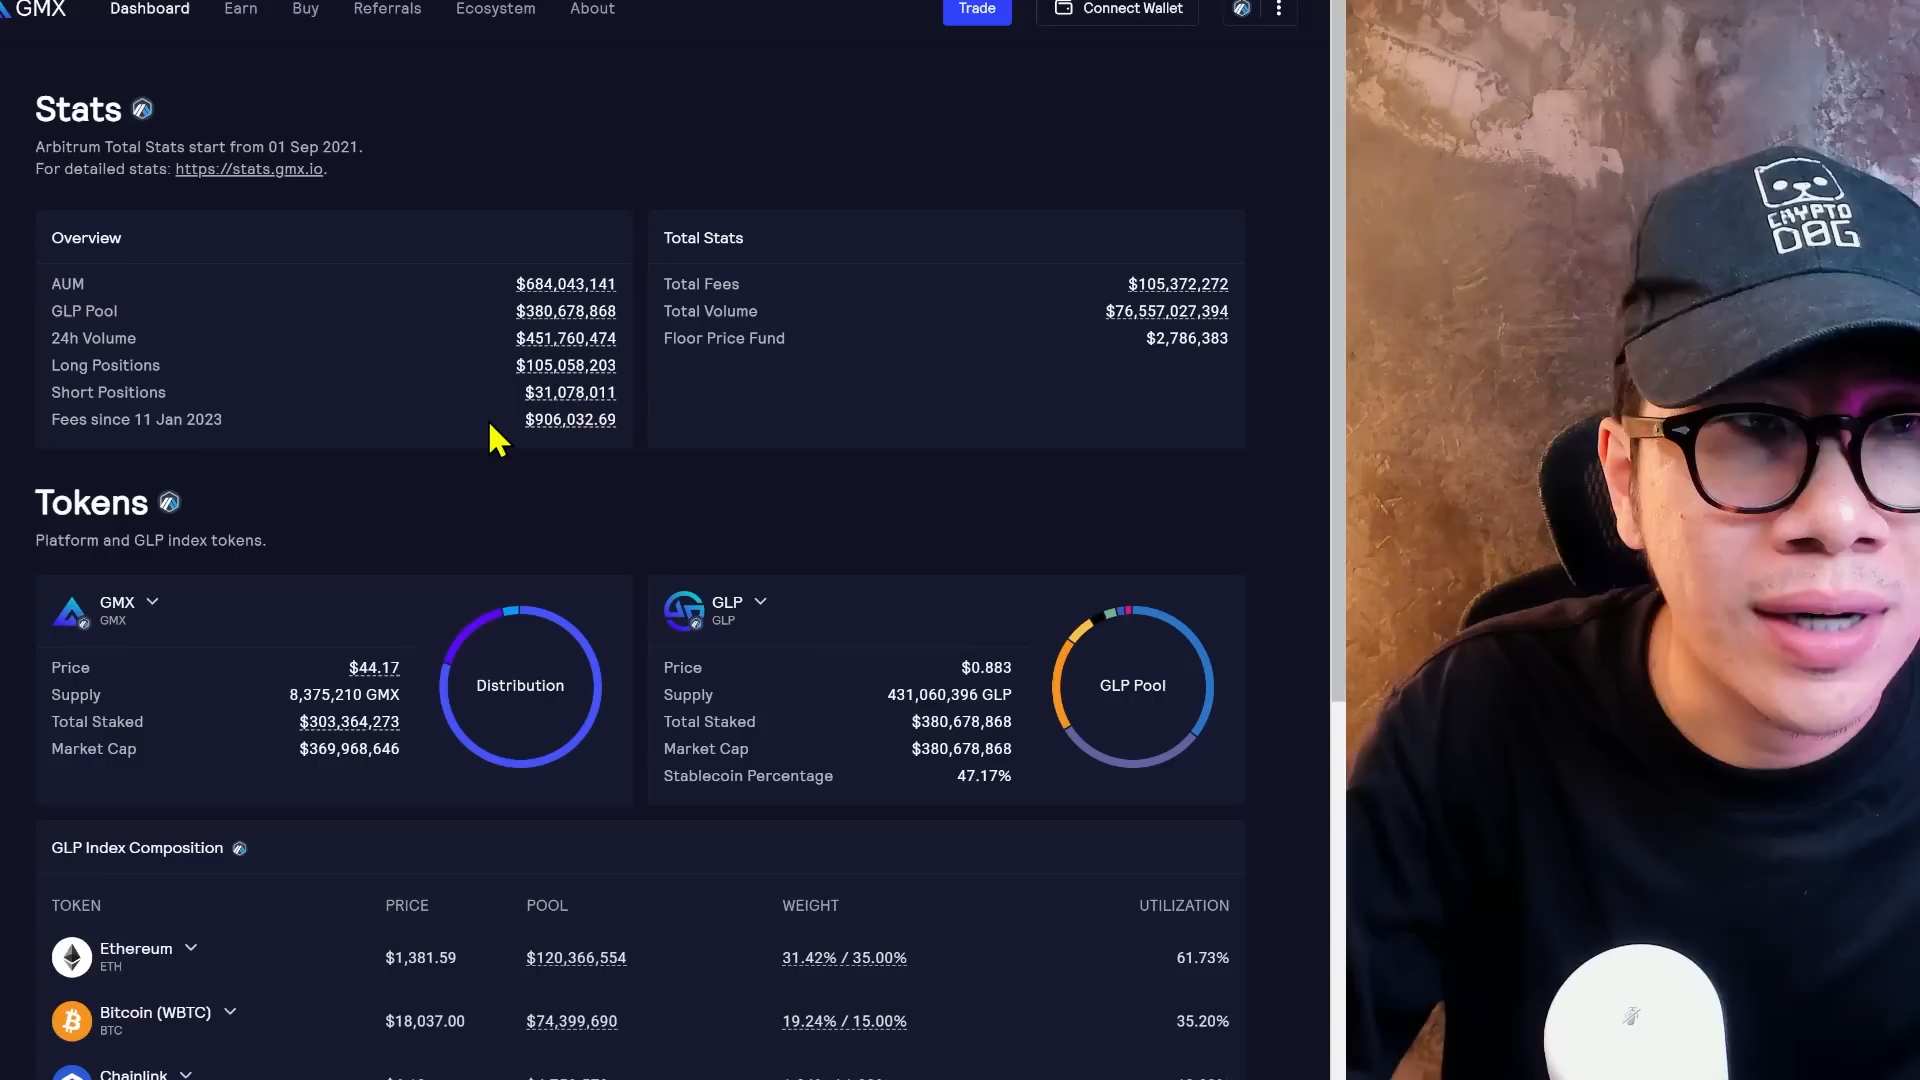 GMX Dashboard Earn Buy Referrals Ecosystem About Trade Connect Wallet
Stats
Arbitrum Total Stats start from 01 Sep 2021.
For detailed stats: https://stats.gmx.io.
Overview
AUM $684,043,141
GLP Pool $380,678,868
24h Volume $451,760,474
Long Positions $105,058,203
Short Positions $31,078,011
Fees since 11 Jan 2023 $906,032.69
Total Stats
Total Fees $105,372,272
Total Volume $76,557,027,394
Floor Price Fund $2,786,383
Tokens
Platform and GLP index tokens.
GMX
GMX
Price $44.17
Supply 8,375,210 GMX
Total Staked $303,364,273
Market Cap $369,968,646
Distribution
GLP
GLP
Price $0.883
Supply 431,060,396 GLP
Total Staked $380,678,868
Market Cap $380,678,868
Stablecoin Percentage 47.17%
GLP Pool
GLP Index Composition
TOKEN PRICE POOL WEIGHT UTILIZATION
Ethereum
ETH
$1,381.59 $120,366,554 31.42% / 35.00% 61.73%
Bitcoin (WBTC)
BTC
$18,037.00 $74,399,690 19.24% / 15.00% 35.20%
Chainlink
CRYPTO
DOG